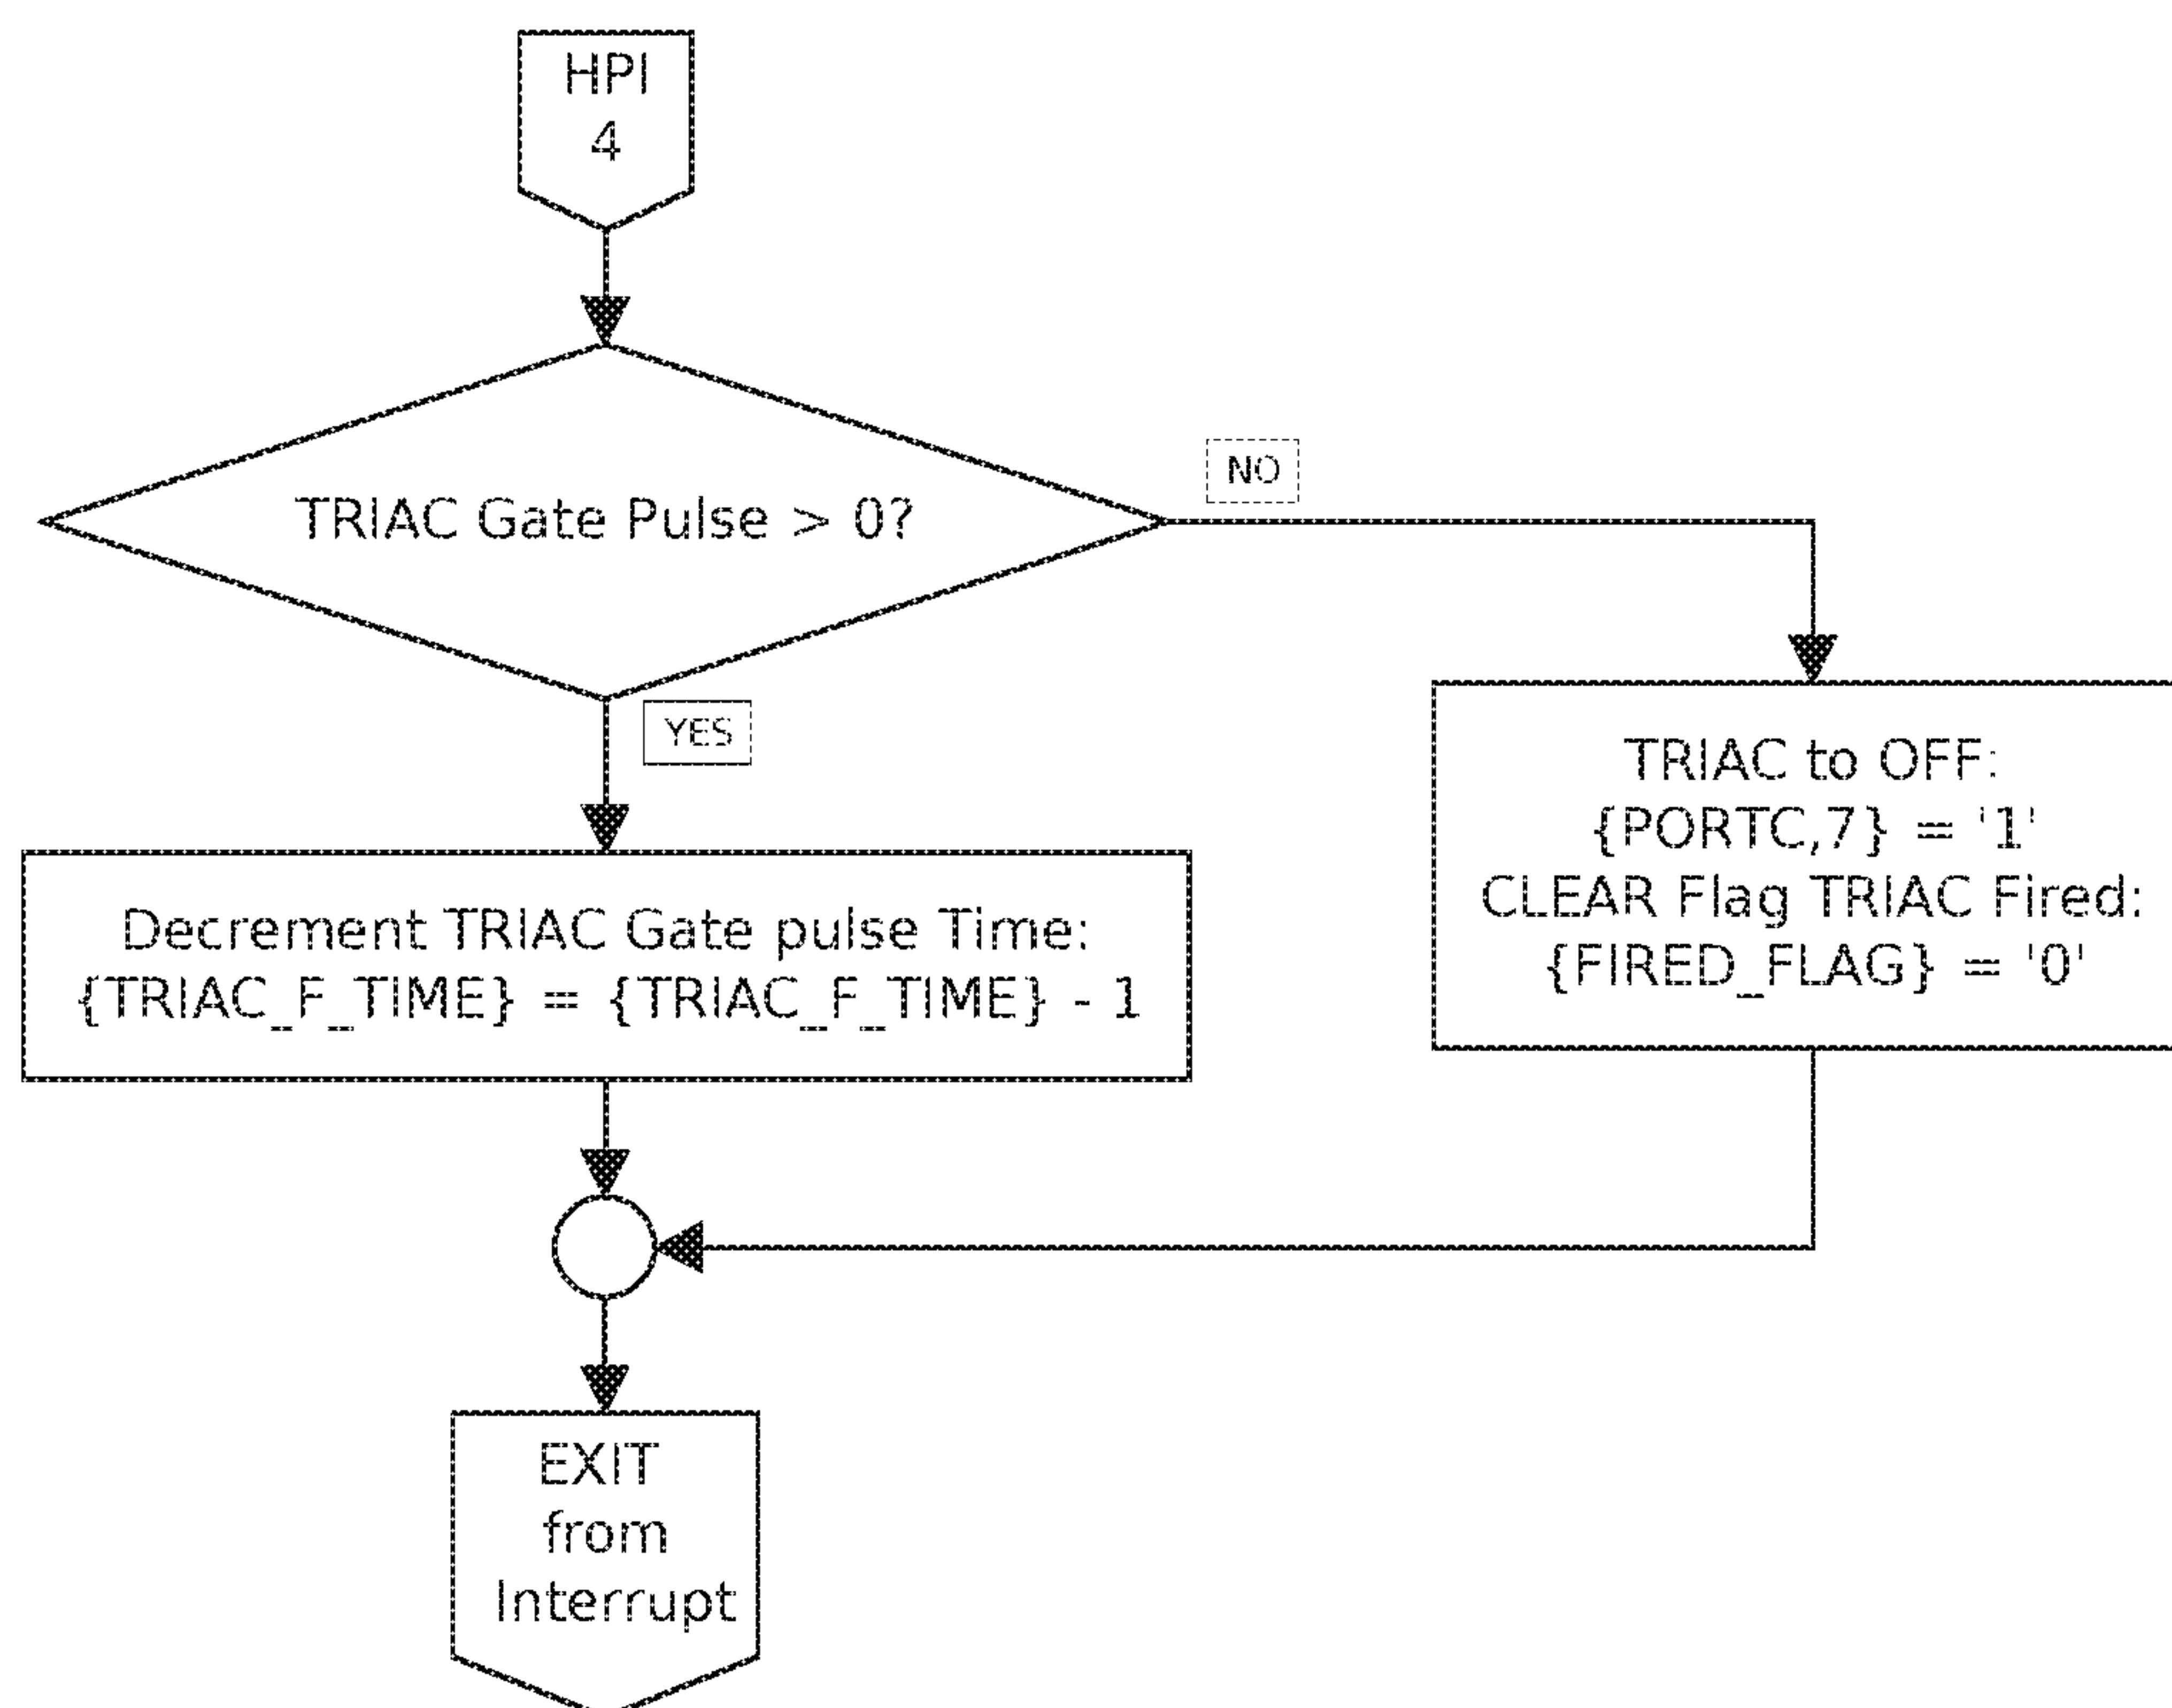 HPI
4
TRIAC Gate Pulse > 0?
NO
YES
TRIAC to OFF:
{PORTC,7} = '1'
CLEAR Flag TRIAC Fired:
{FIRED_FLAG} = '0'
Decrement TRIAC Gate pulse Time:
{TRIAC_F_TIME} = {TRIAC_F_TIME} - 1
EXIT
from
Interrupt